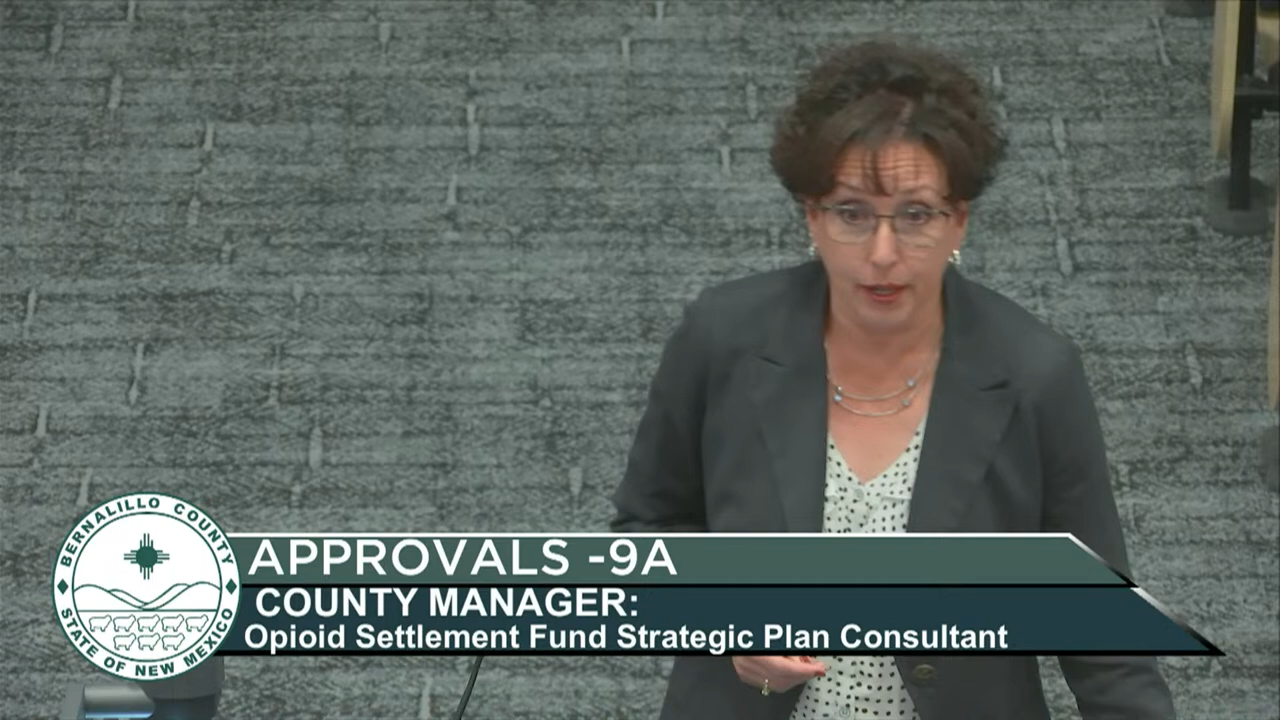 BERNALILLO COUNTY
STATE OF NEW MEXICO
APPROVALS -9A
COUNTY MANAGER:
Opioid Settlement Fund Strategic Plan Consultant